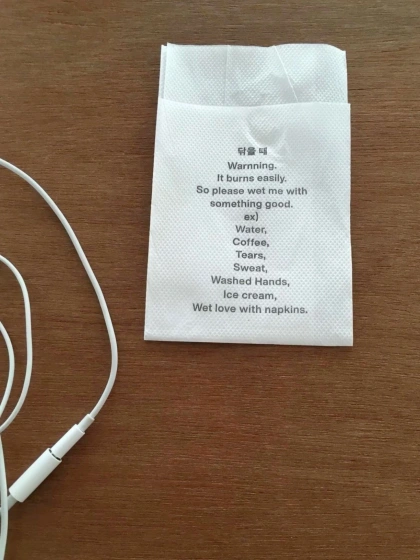 닦을 때
Warnning.
It burns easily.
So please wet me with
something good.
ex)
Water,
Coffee,
Tears,
Sweat,
Washed Hands,
Ice cream,
Wet love with napkins.